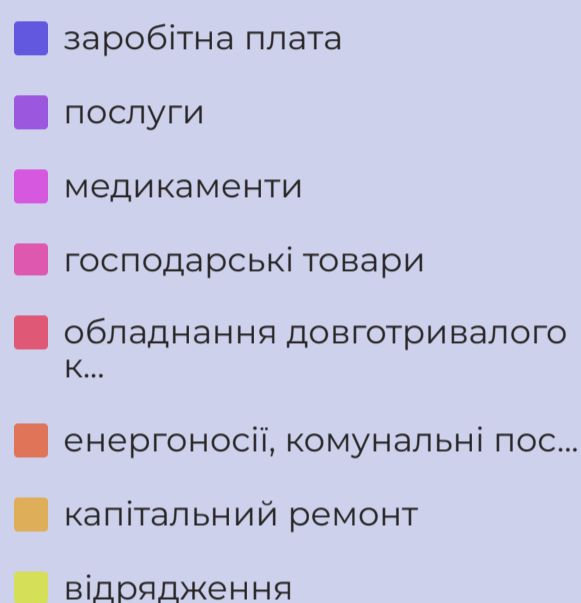 заробітна плата
послуги
медикаменти
господарські товари
обладнання довготривалого
к...
енергоносії, комунальні пос...
капітальний ремонт
відрядження